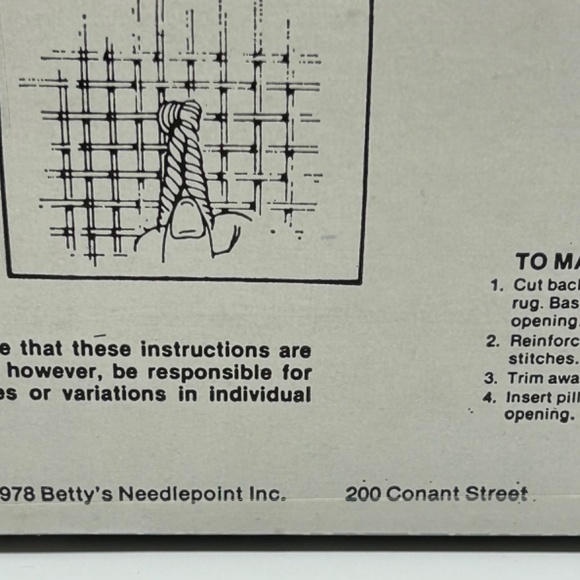 e that these instructions are
however, be responsible for
es or variations in individual
978 Betty's Needlepoint Inc. 200 Conant Street
TO MA
1. Cut back
rug. Bas
opening.
2. Reinforc
stitches.
3. Trim awa
4. Insert pill
opening.